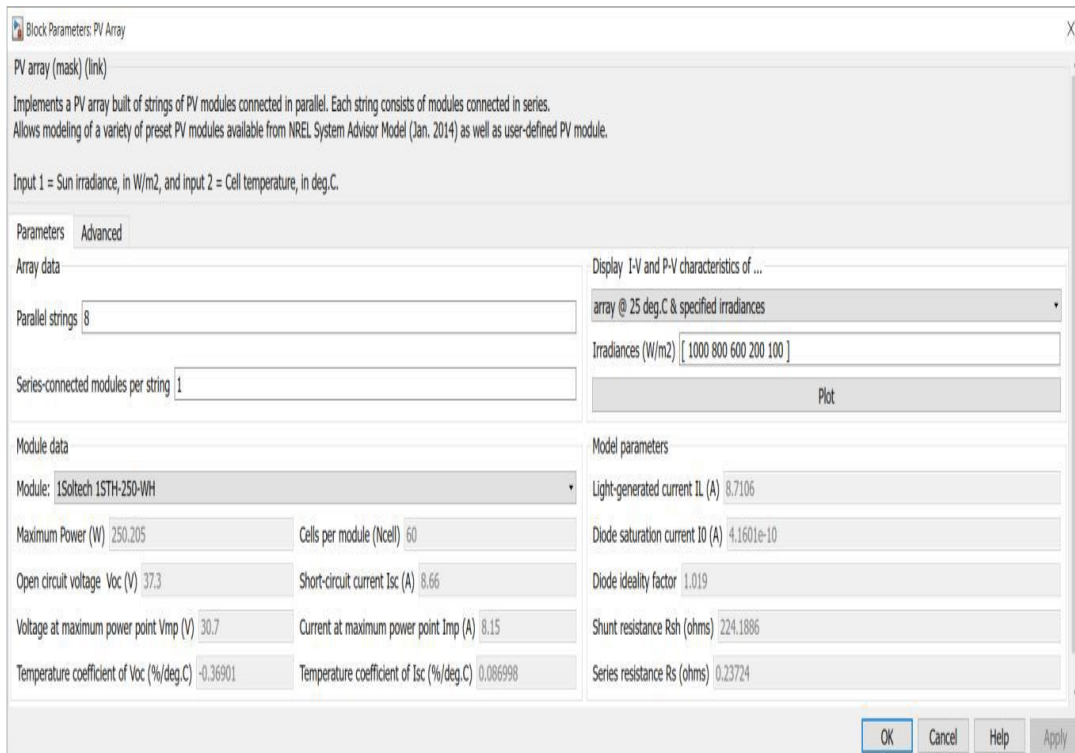 Block Parameters: PV Array
X
PV array (mask) (link)
Implements a PV array built of strings of PV modules connected in parallel. Each string consists of modules connected in series.
Allows modeling of a variety of preset PV modules available from NREL System Advisor Model (Jan. 2014) as well as user-defined PV module.
Input 1 = Sun irradiance, in W/m2, and input 2 = Cell temperature, in deg.C.
Parameters Advanced
Array data
Parallel strings 8
Series-connected modules per string 1
Display I-V and P-V characteristics of ...
array @ 25 deg.C & specified irradiances
Irradiances (W/m2) [ 1000 800 600 200 100 ]
Plot
Module data
Module: 1Soltech 1STH-250-WH
Maximum Power (W) 250.205 Cells per module (Ncell) 60
Open circuit voltage Voc (V) 37.3 Short-circuit current Isc (A) 8.66
Voltage at maximum power point Vmp (V) 30.7 Current at maximum power point Imp (A) 8.15
Temperature coefficient of Voc (%/deg.C) -0.36901 Temperature coefficient of Isc (%/deg.C) 0.086998
Model parameters
Light-generated current IL (A) 8.7106
Diode saturation current I0 (A) 4.1601e-10
Diode ideality factor 1.019
Shunt resistance Rsh (ohms) 224.1886
Series resistance Rs (ohms) 0.23724
OK Cancel Help Apply